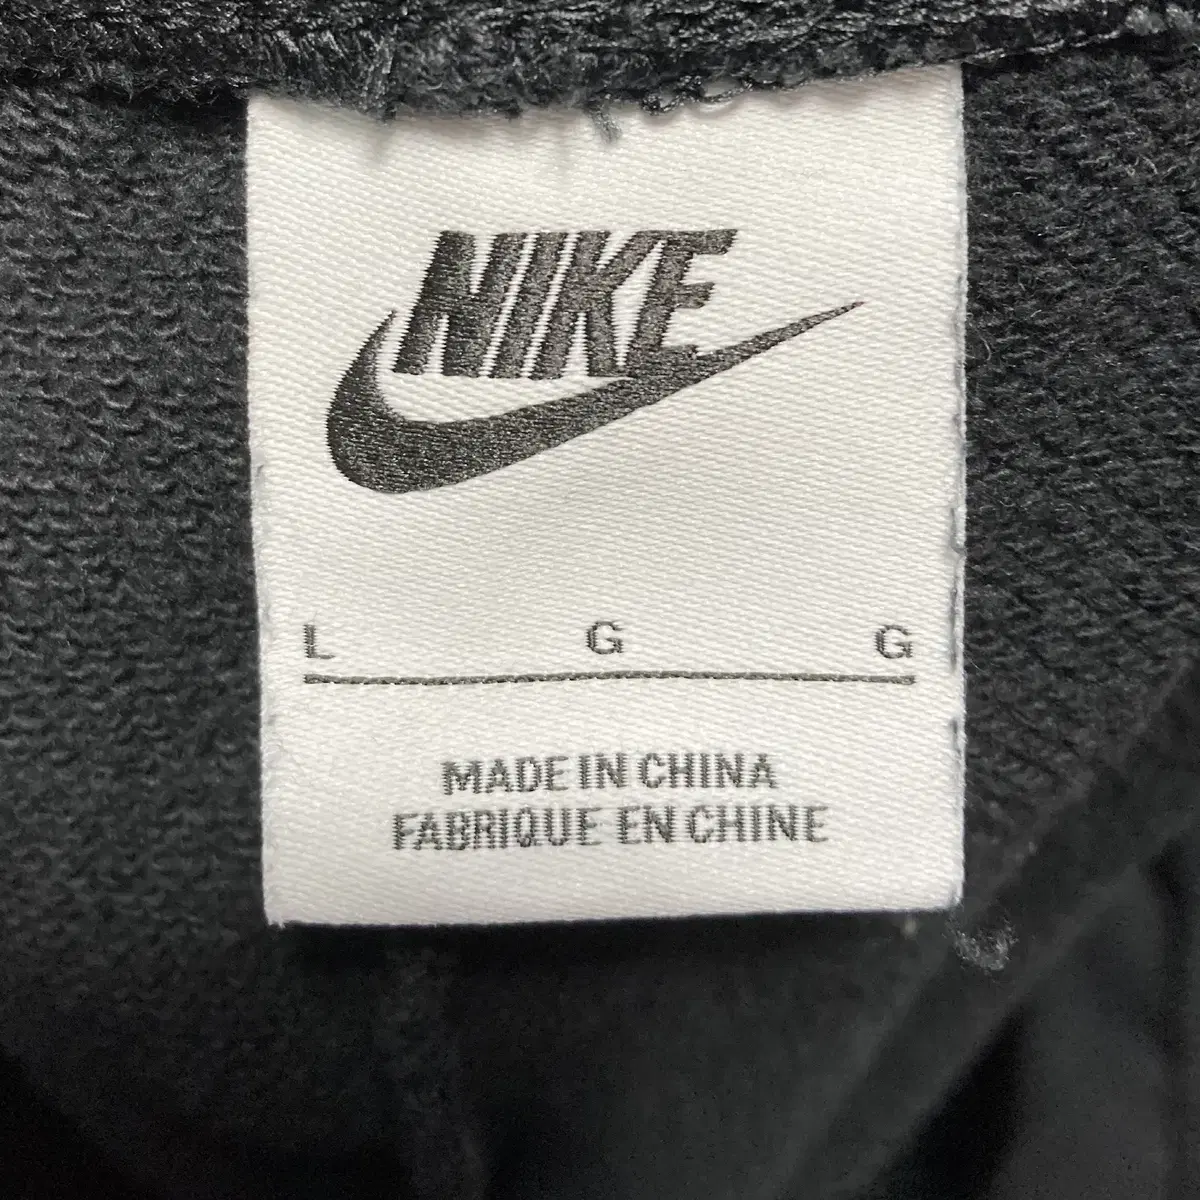 NIKE
L G G
MADE IN CHINA
FABRIQUE EN CHINE